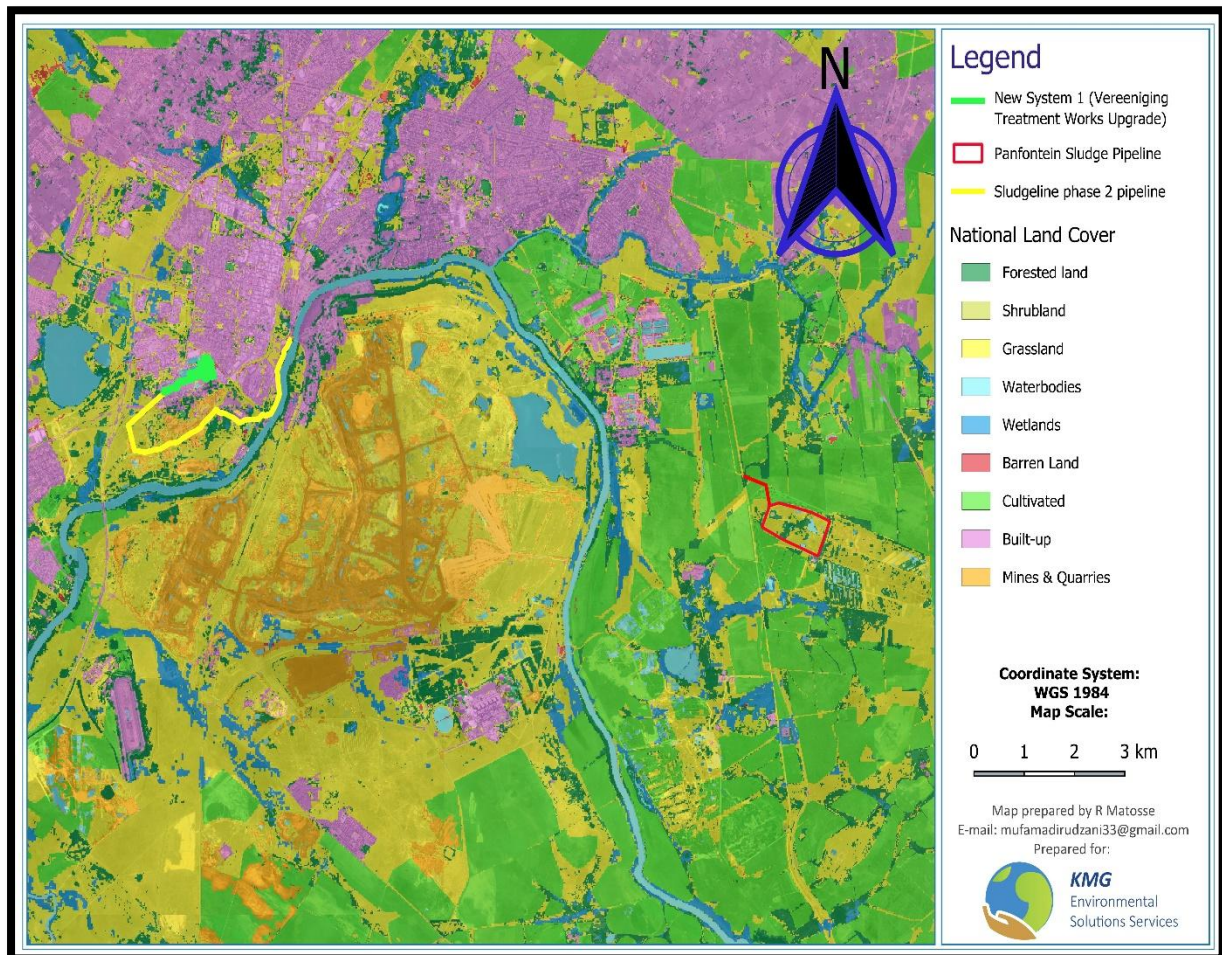 N
Legend
New System 1 (Vereeniging
Treatment Works Upgrade)
Panfontein Sludge Pipeline
Sludgeline phase 2 pipeline
National Land Cover
Forested land
Shrubland
Grassland
Waterbodies
Wetlands
Barren Land
Cultivated
Built-up
Mines & Quarries
Coordinate System:
WGS 1984
Map Scale:
0 1 2 3 km
Map prepared by R Matosse
E-mail: mufamadirudzani33@gmail.com
Prepared for:
KMG
Environmental
Solutions Services